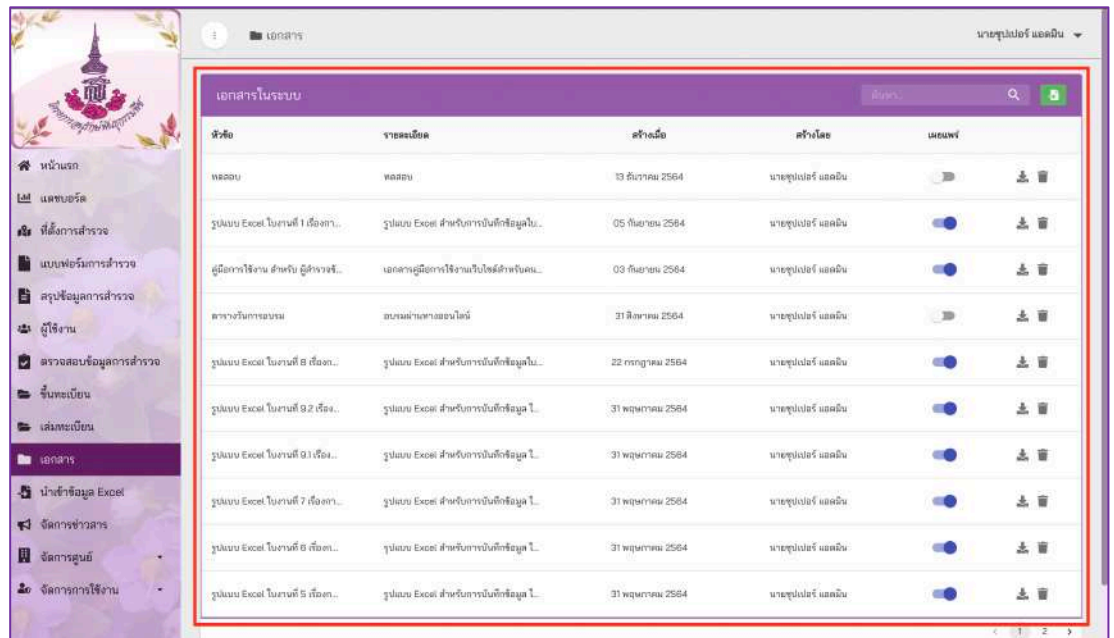 โครงการอนุรักษ์พันธุกรรมพืช
เอกสาร
นายซุปเปอร์ แอดมิน
หน้าแรก
แดชบอร์ด
ที่ตั้งการสำรวจ
แบบฟอร์มการสำรวจ
สรุปข้อมูลการสำรวจ
ผู้ใช้งาน
ตรวจสอบข้อมูลการสำรวจ
ขึ้นทะเบียน
เล่มทะเบียน
เอกสาร
นำเข้าข้อมูล Excel
จัดการข่าวสาร
จัดการศูนย์
จัดการการใช้งาน
เอกสารในระบบ
ค้นหา...
หัวข้อ รายละเอียด สร้างเมื่อ สร้างโดย เผยแพร่
ทดสอบ ทดสอบ 13 ธันวาคม 2564 นายซุปเปอร์ แอดมิน
รูปแบบ Excel ใบงานที่ 1 เรื่องกา... รูปแบบ Excel สำหรับการบันทึกข้อมูลใบ... 05 กันยายน 2564 นายซุปเปอร์ แอดมิน
คู่มือการใช้งาน สำหรับ ผู้สำรวจข้... เอกสารคู่มือการใช้งานเว็บไซต์สำหรับคน... 03 กันยายน 2564 นายซุปเปอร์ แอดมิน
ตารางวันการอบรม อบรมผ่านทางออนไลน์ 31 สิงหาคม 2564 นายซุปเปอร์ แอดมิน
รูปแบบ Excel ใบงานที่ 8 เรื่องก... รูปแบบ Excel สำหรับการบันทึกข้อมูลใบ... 22 กรกฎาคม 2564 นายซุปเปอร์ แอดมิน
รูปแบบ Excel ใบงานที่ 9.2 เรื่อง... รูปแบบ Excel สำหรับการบันทึกข้อมูล ใ... 31 พฤษภาคม 2564 นายซุปเปอร์ แอดมิน
รูปแบบ Excel ใบงานที่ 9.1 เรื่อง... รูปแบบ Excel สำหรับการบันทึกข้อมูล ใ... 31 พฤษภาคม 2564 นายซุปเปอร์ แอดมิน
รูปแบบ Excel ใบงานที่ 7 เรื่องกา... รูปแบบ Excel สำหรับการบันทึกข้อมูล ใ... 31 พฤษภาคม 2564 นายซุปเปอร์ แอดมิน
รูปแบบ Excel ใบงานที่ 6 เรื่องก... รูปแบบ Excel สำหรับการบันทึกข้อมูล ใ... 31 พฤษภาคม 2564 นายซุปเปอร์ แอดมิน
รูปแบบ Excel ใบงานที่ 5 เรื่องก... รูปแบบ Excel สำหรับการบันทึกข้อมูล ใ... 31 พฤษภาคม 2564 นายซุปเปอร์ แอดมิน
1 2